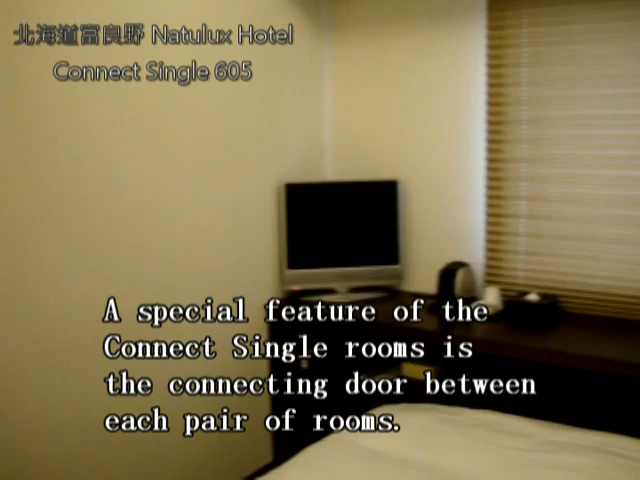 北海道富良野 Natulux Hotel
Connect Single 605
A special feature of the
Connect Single rooms is
the connecting door between
each pair of rooms.